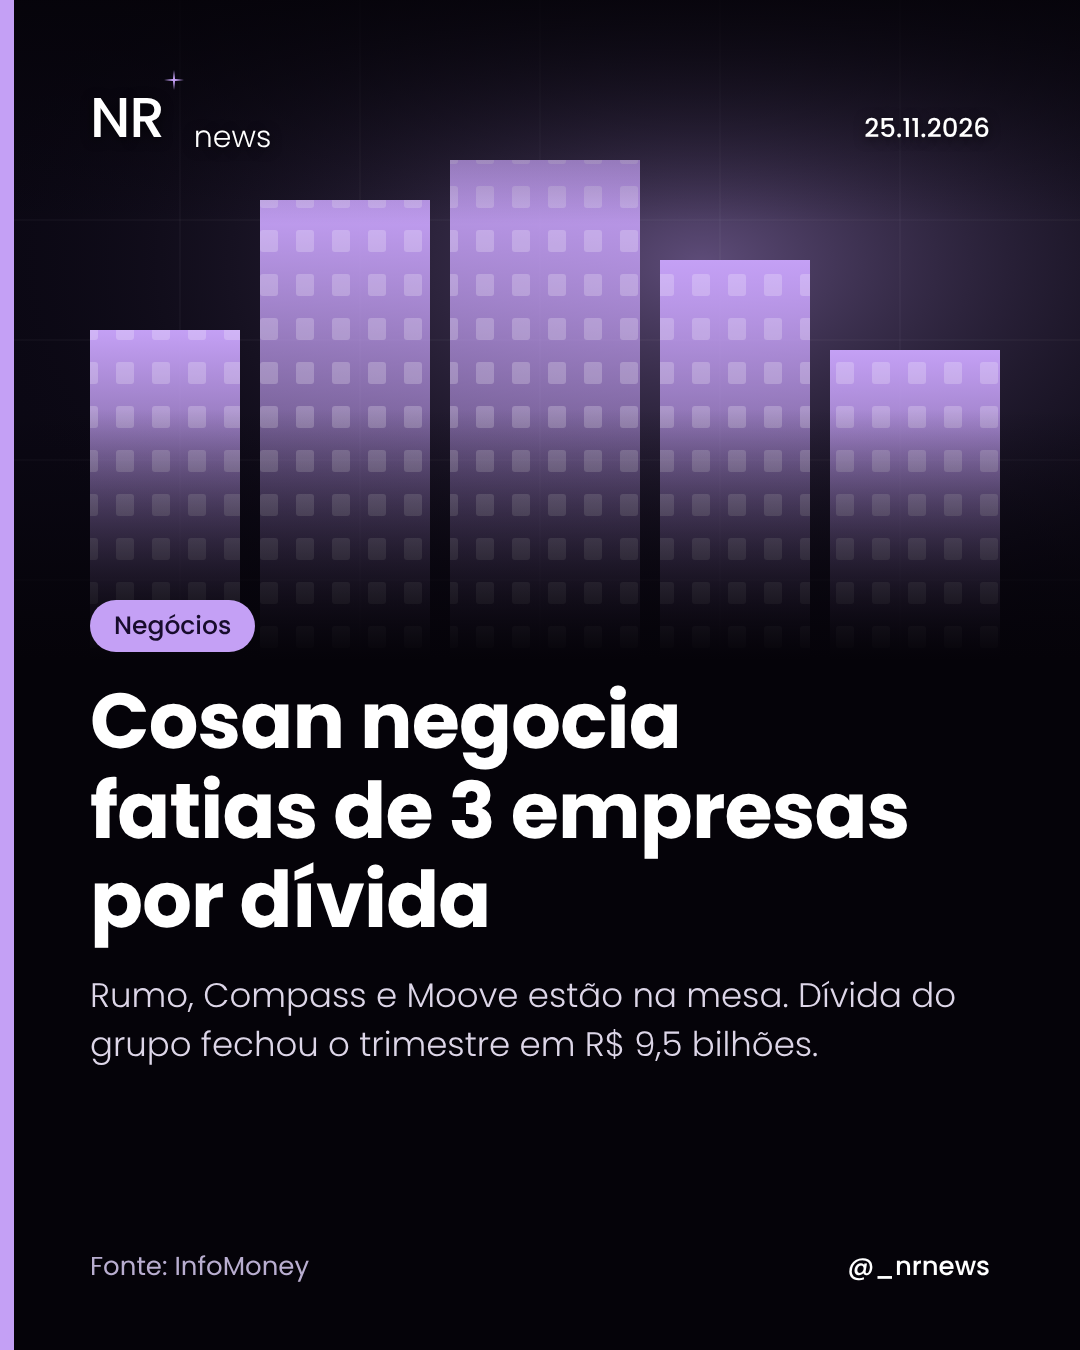 NR news
25.11.2026
Negócios
Cosan negocia
fatias de 3 empresas
por dívida
Rumo, Compass e Moove estão na mesa. Dívida do
grupo fechou o trimestre em R$ 9,5 bilhões.
Fonte: InfoMoney
@_nrnews